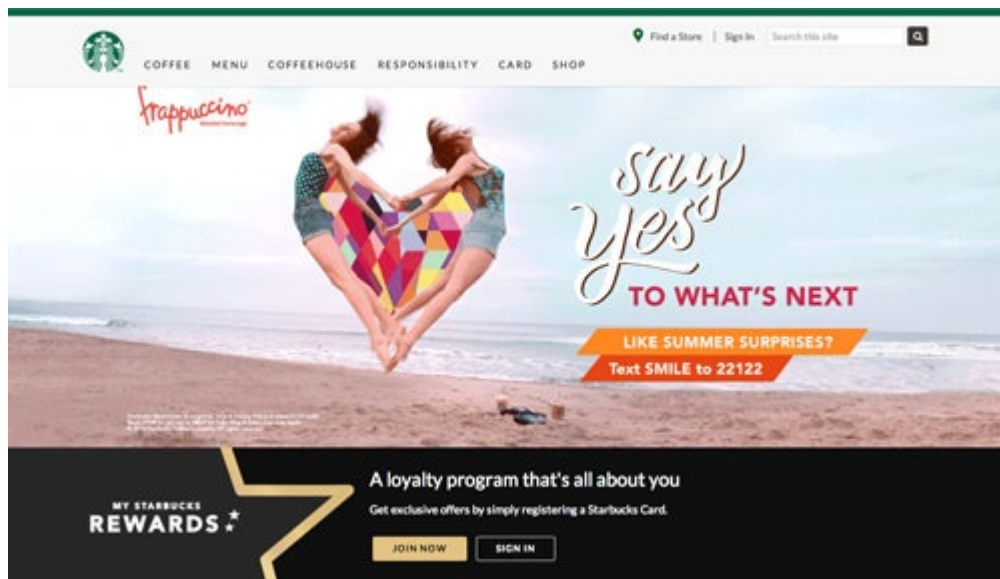 Find a Store | Sign In Search this site
COFFEE MENU COFFEEHOUSE RESPONSIBILITY CARD SHOP
frappuccino
blended beverage
say
yes
TO WHAT'S NEXT
LIKE SUMMER SURPRISES?
Text SMILE to 22122
A loyalty program that's all about you
MY STARBUCKS
REWARDS
Get exclusive offers by simply registering a Starbucks Card.
JOIN NOW SIGN IN